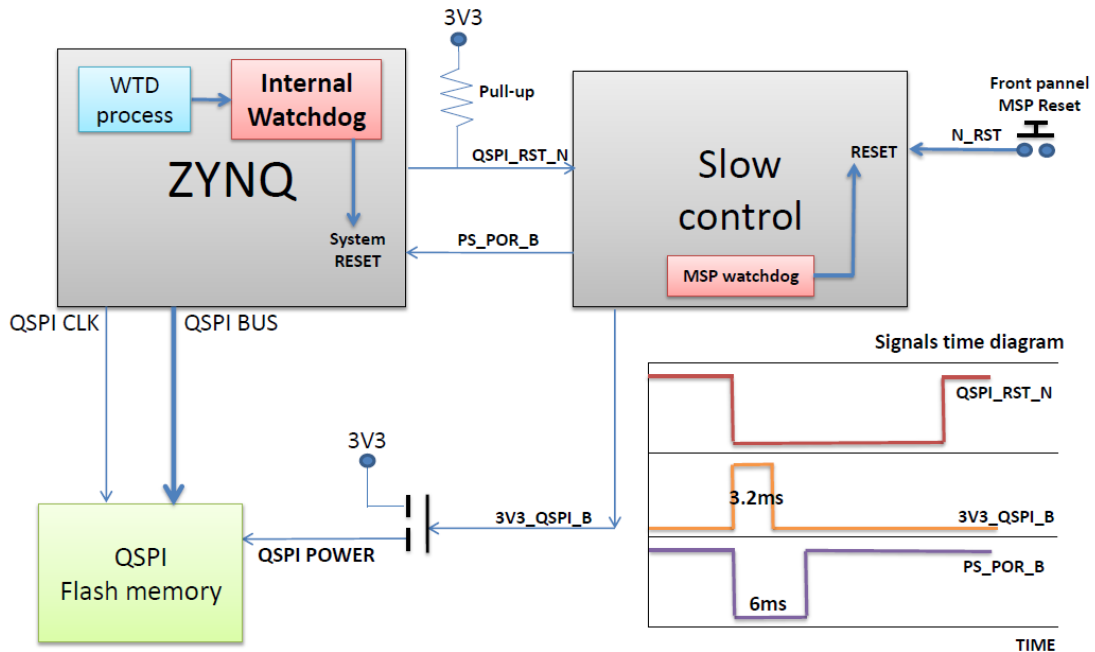 3V3
WTD
process
Internal
Watchdog
ZYNQ
System
RESET
Pull-up
QSPI_RST_N
PS_POR_B
Slow
control
RESET
MSP watchdog
Front pannel
MSP Reset
N_RST
QSPI CLK
QSPI BUS
3V3
3V3_QSPI_B
QSPI POWER
QSPI
Flash memory
Signals time diagram
QSPI_RST_N
3.2ms
3V3_QSPI_B
PS_POR_B
6ms
TIME